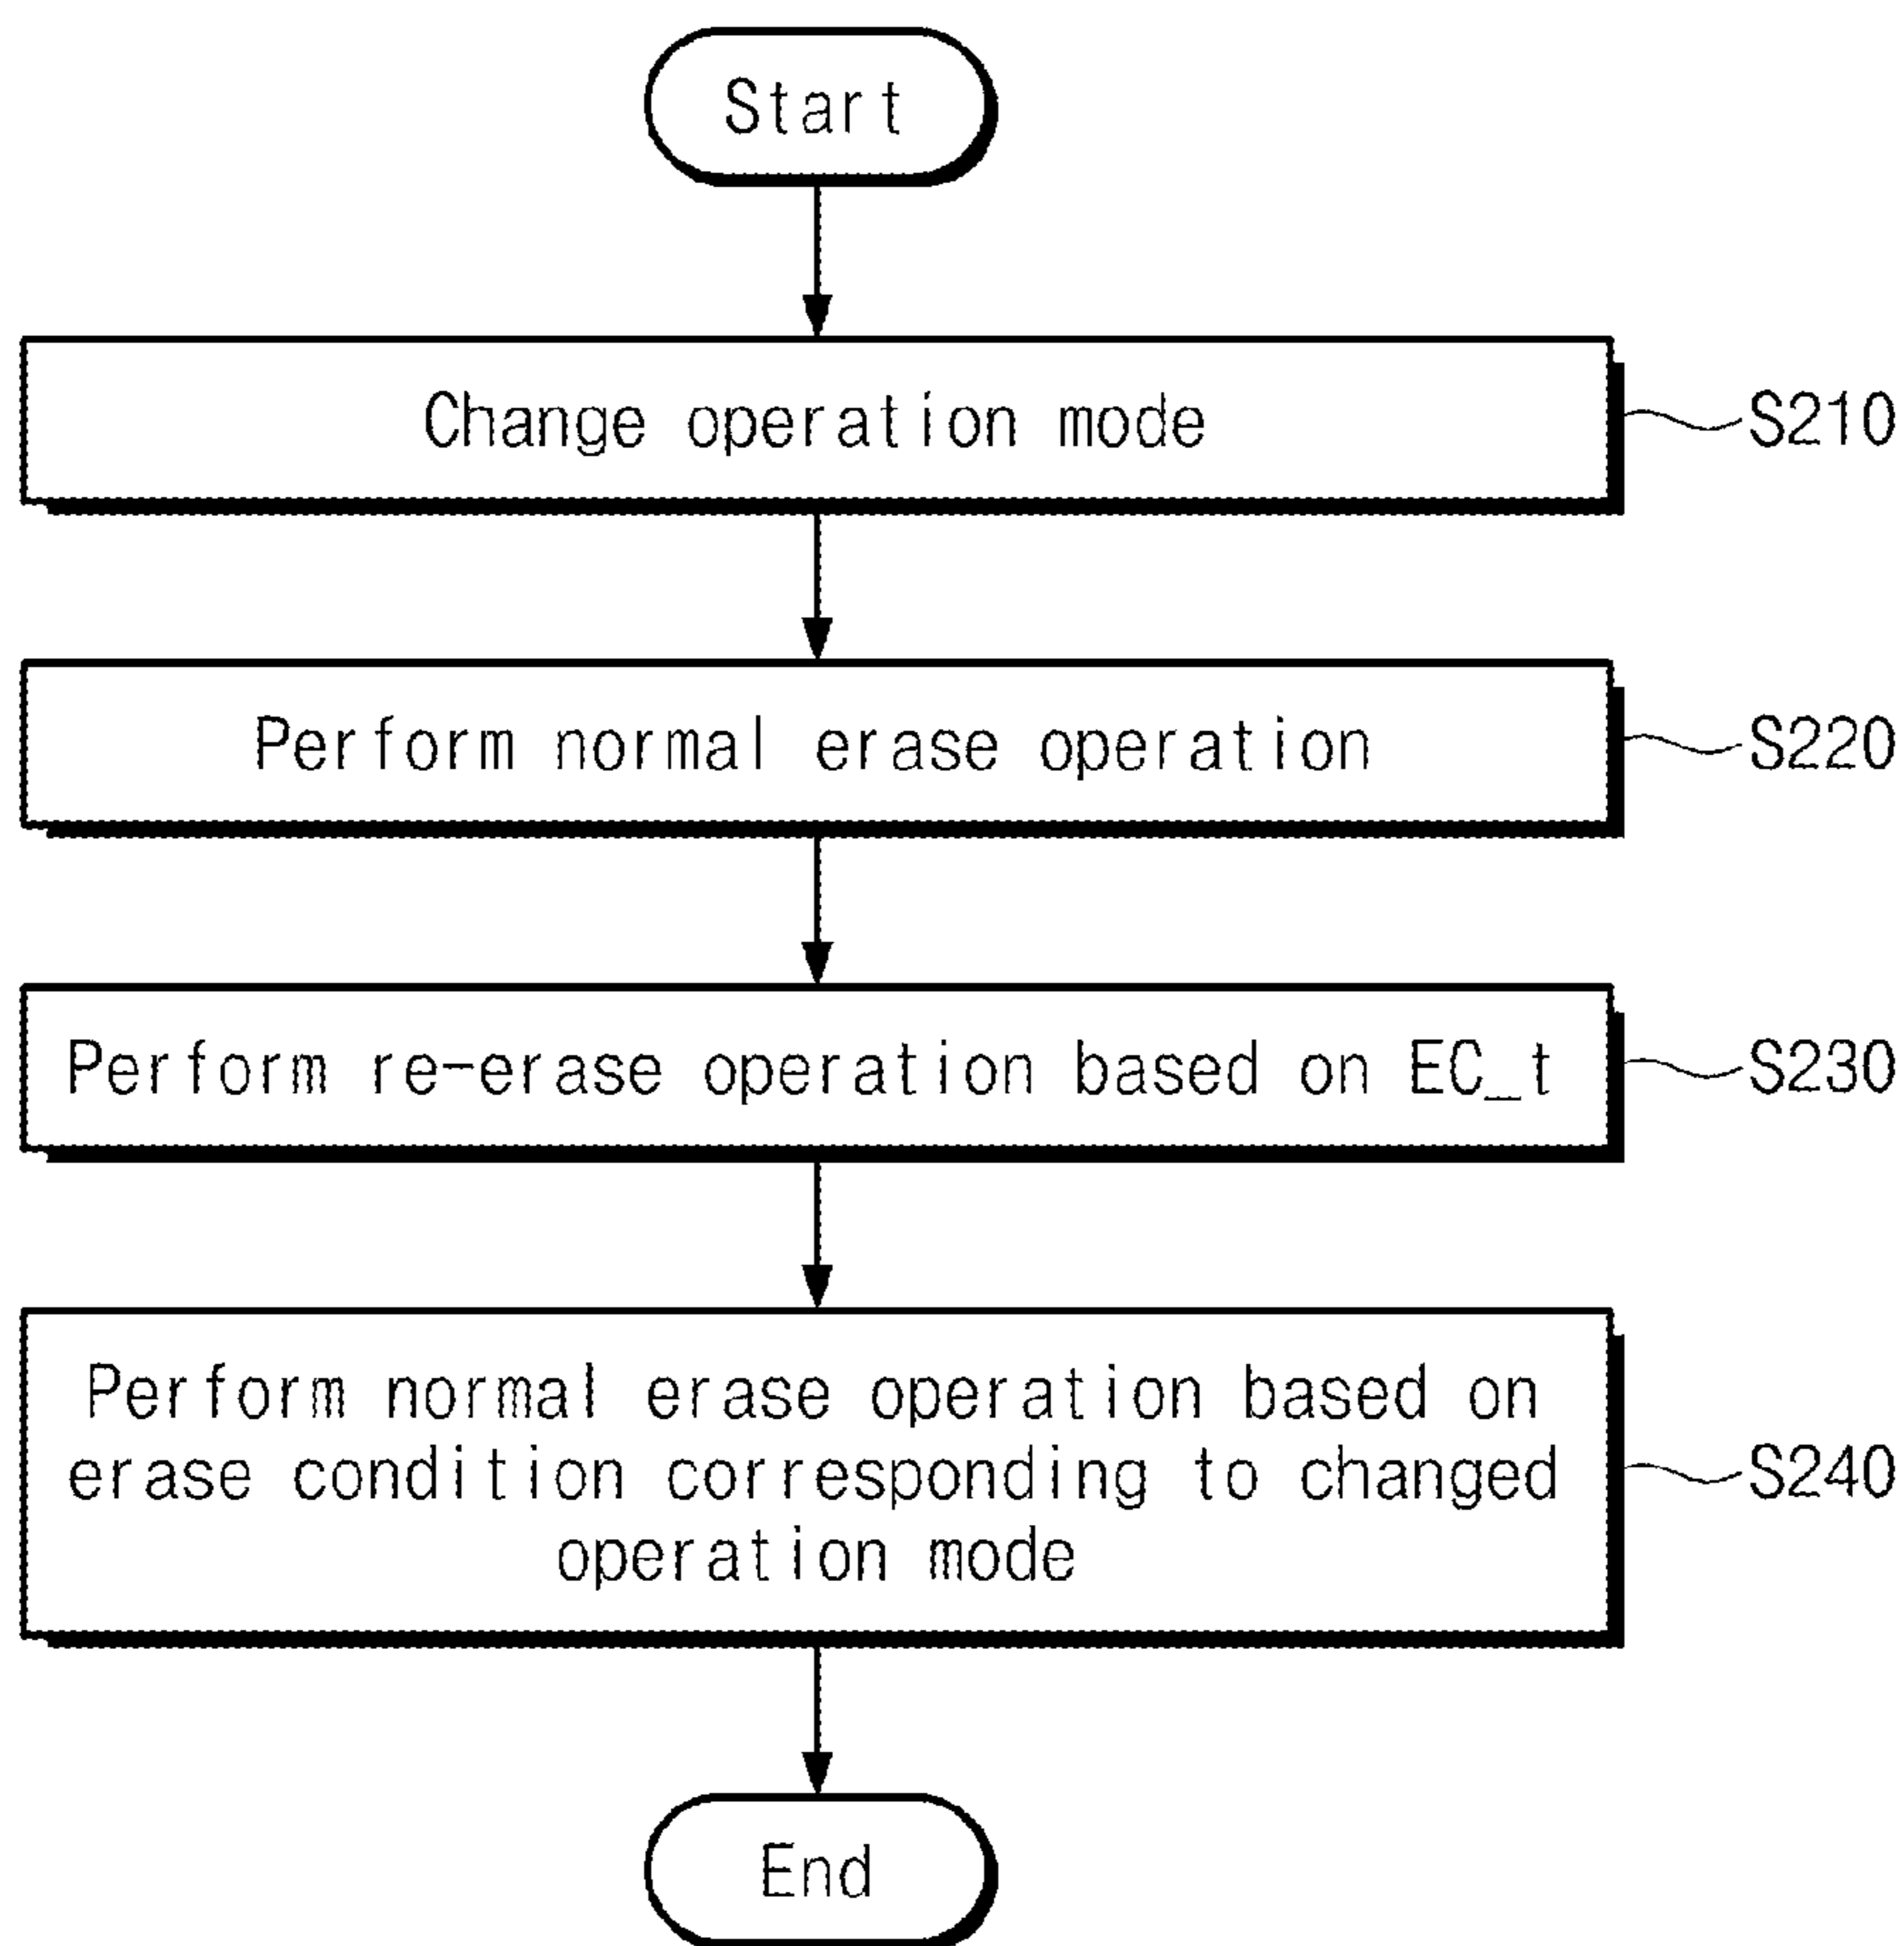 Start
Change operation mode
S210
Perform normal erase operation
S220
Perform re-erase operation based on EC_t
S230
Perform normal erase operation based on
erase condition corresponding to changed
operation mode
S240
End